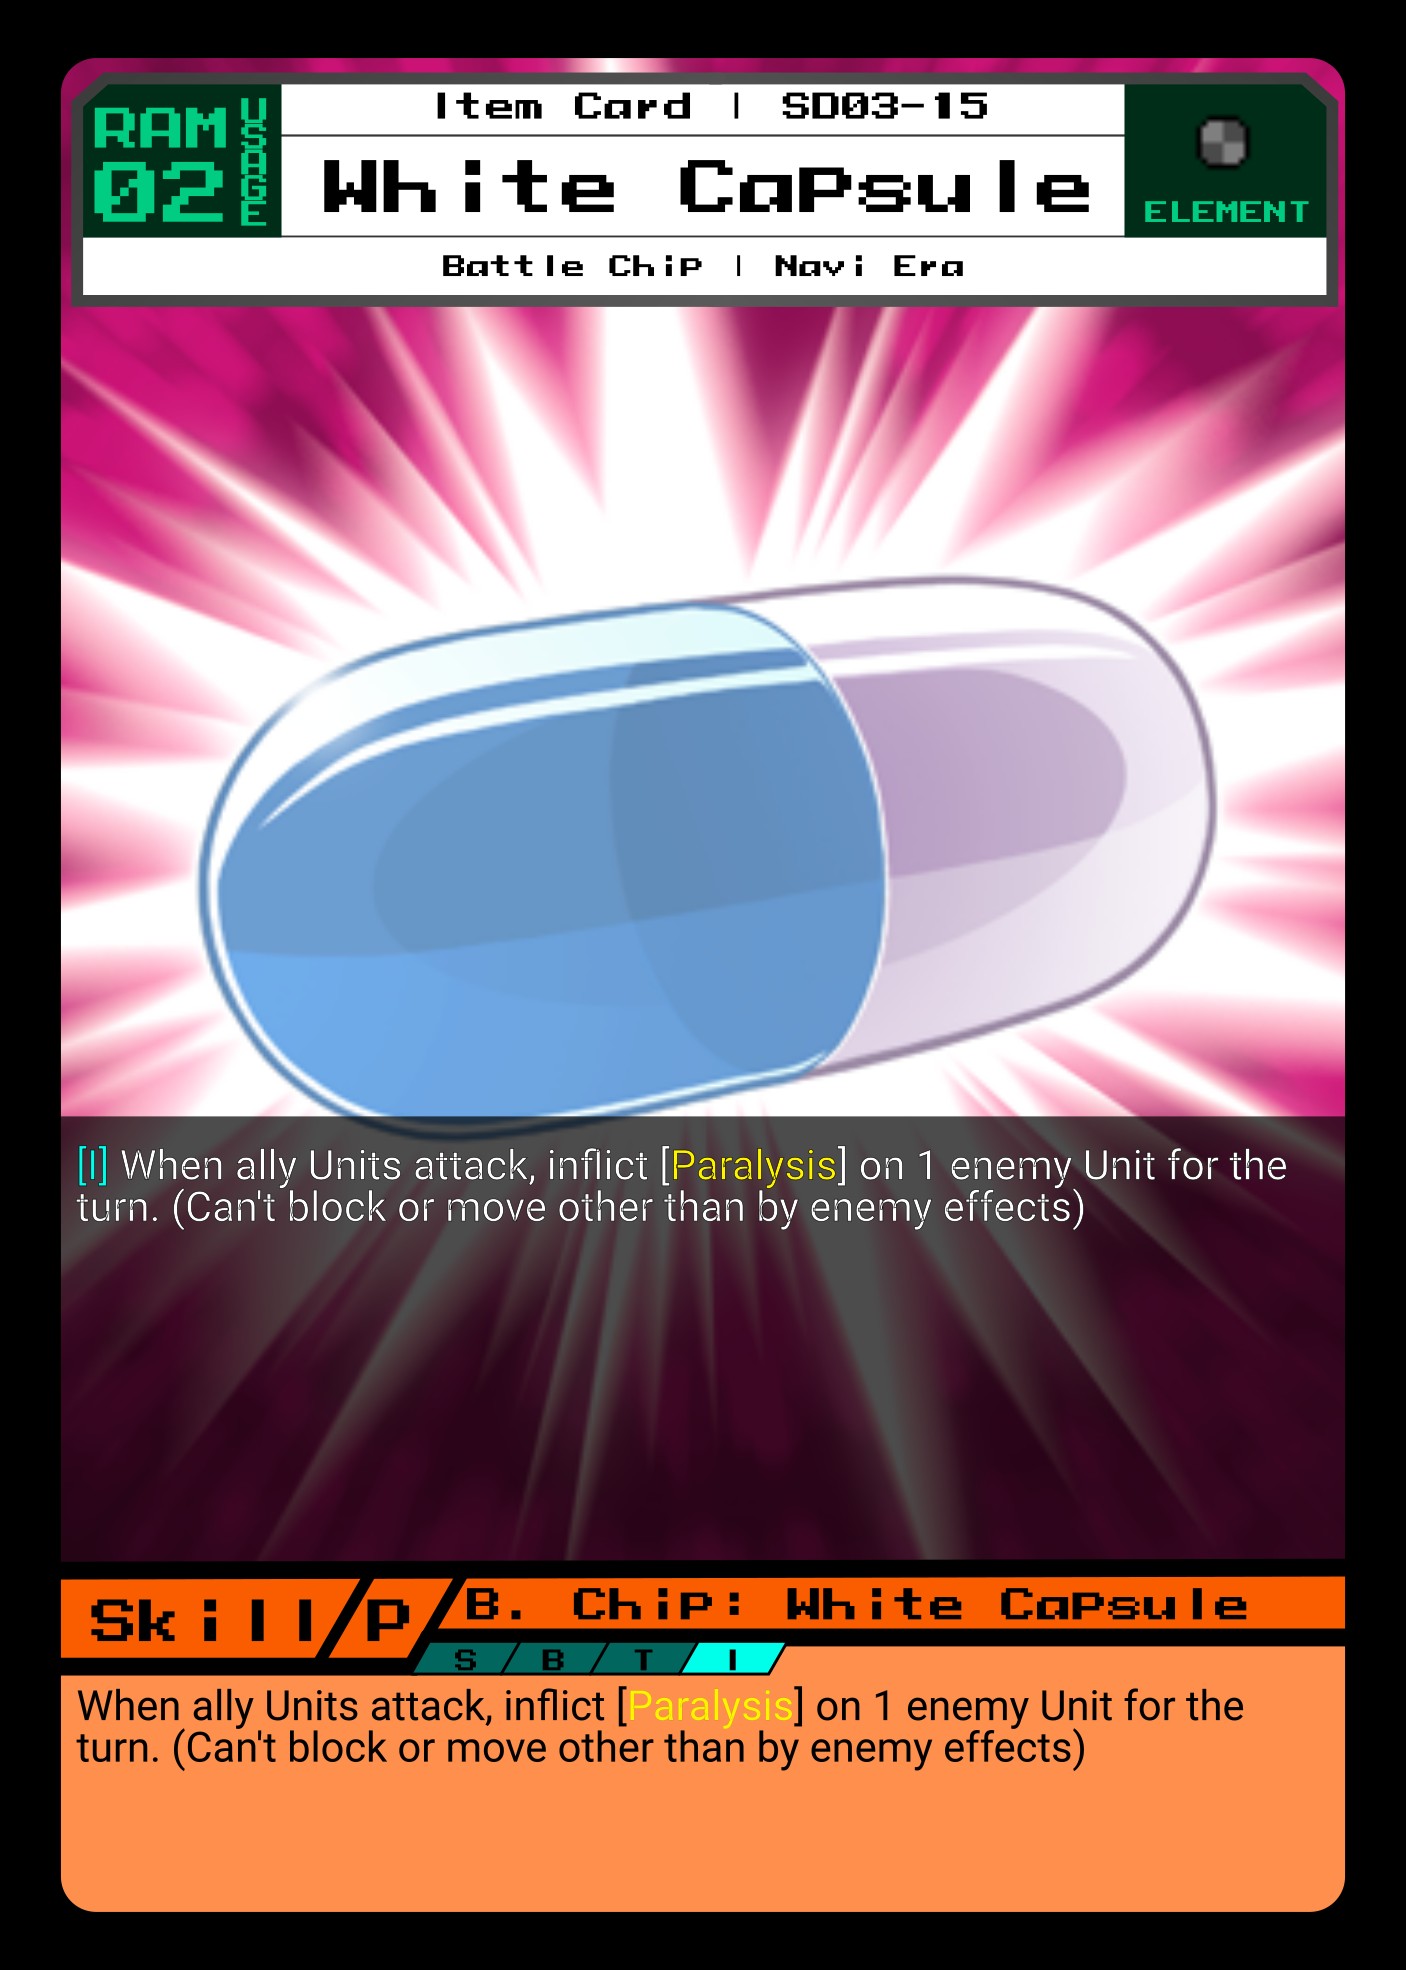 RAM
02
USAGE
Item Card | SD03-15
White Capsule
ELEMENT
Battle Chip | Navi Era
[I] When ally Units attack, inflict [Paralysis] on 1 enemy Unit for the
turn. (Can't block or move other than by enemy effects)
Skill/P
B. Chip: White Capsule
S B T I
When ally Units attack, inflict [Paralysis] on 1 enemy Unit for the
turn. (Can't block or move other than by enemy effects)